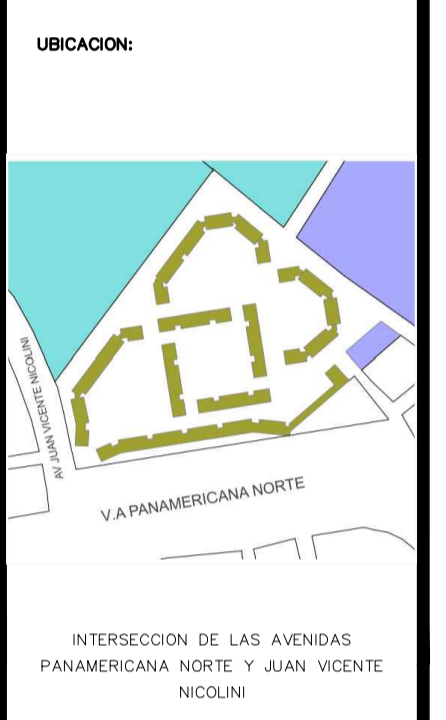 UBICACION:
AV JUAN VICENTE NICOLINI
V.A PANAMERICANA NORTE
INTERSECCION DE LAS AVENIDAS
PANAMERICANA NORTE Y JUAN VICENTE
NICOLINI